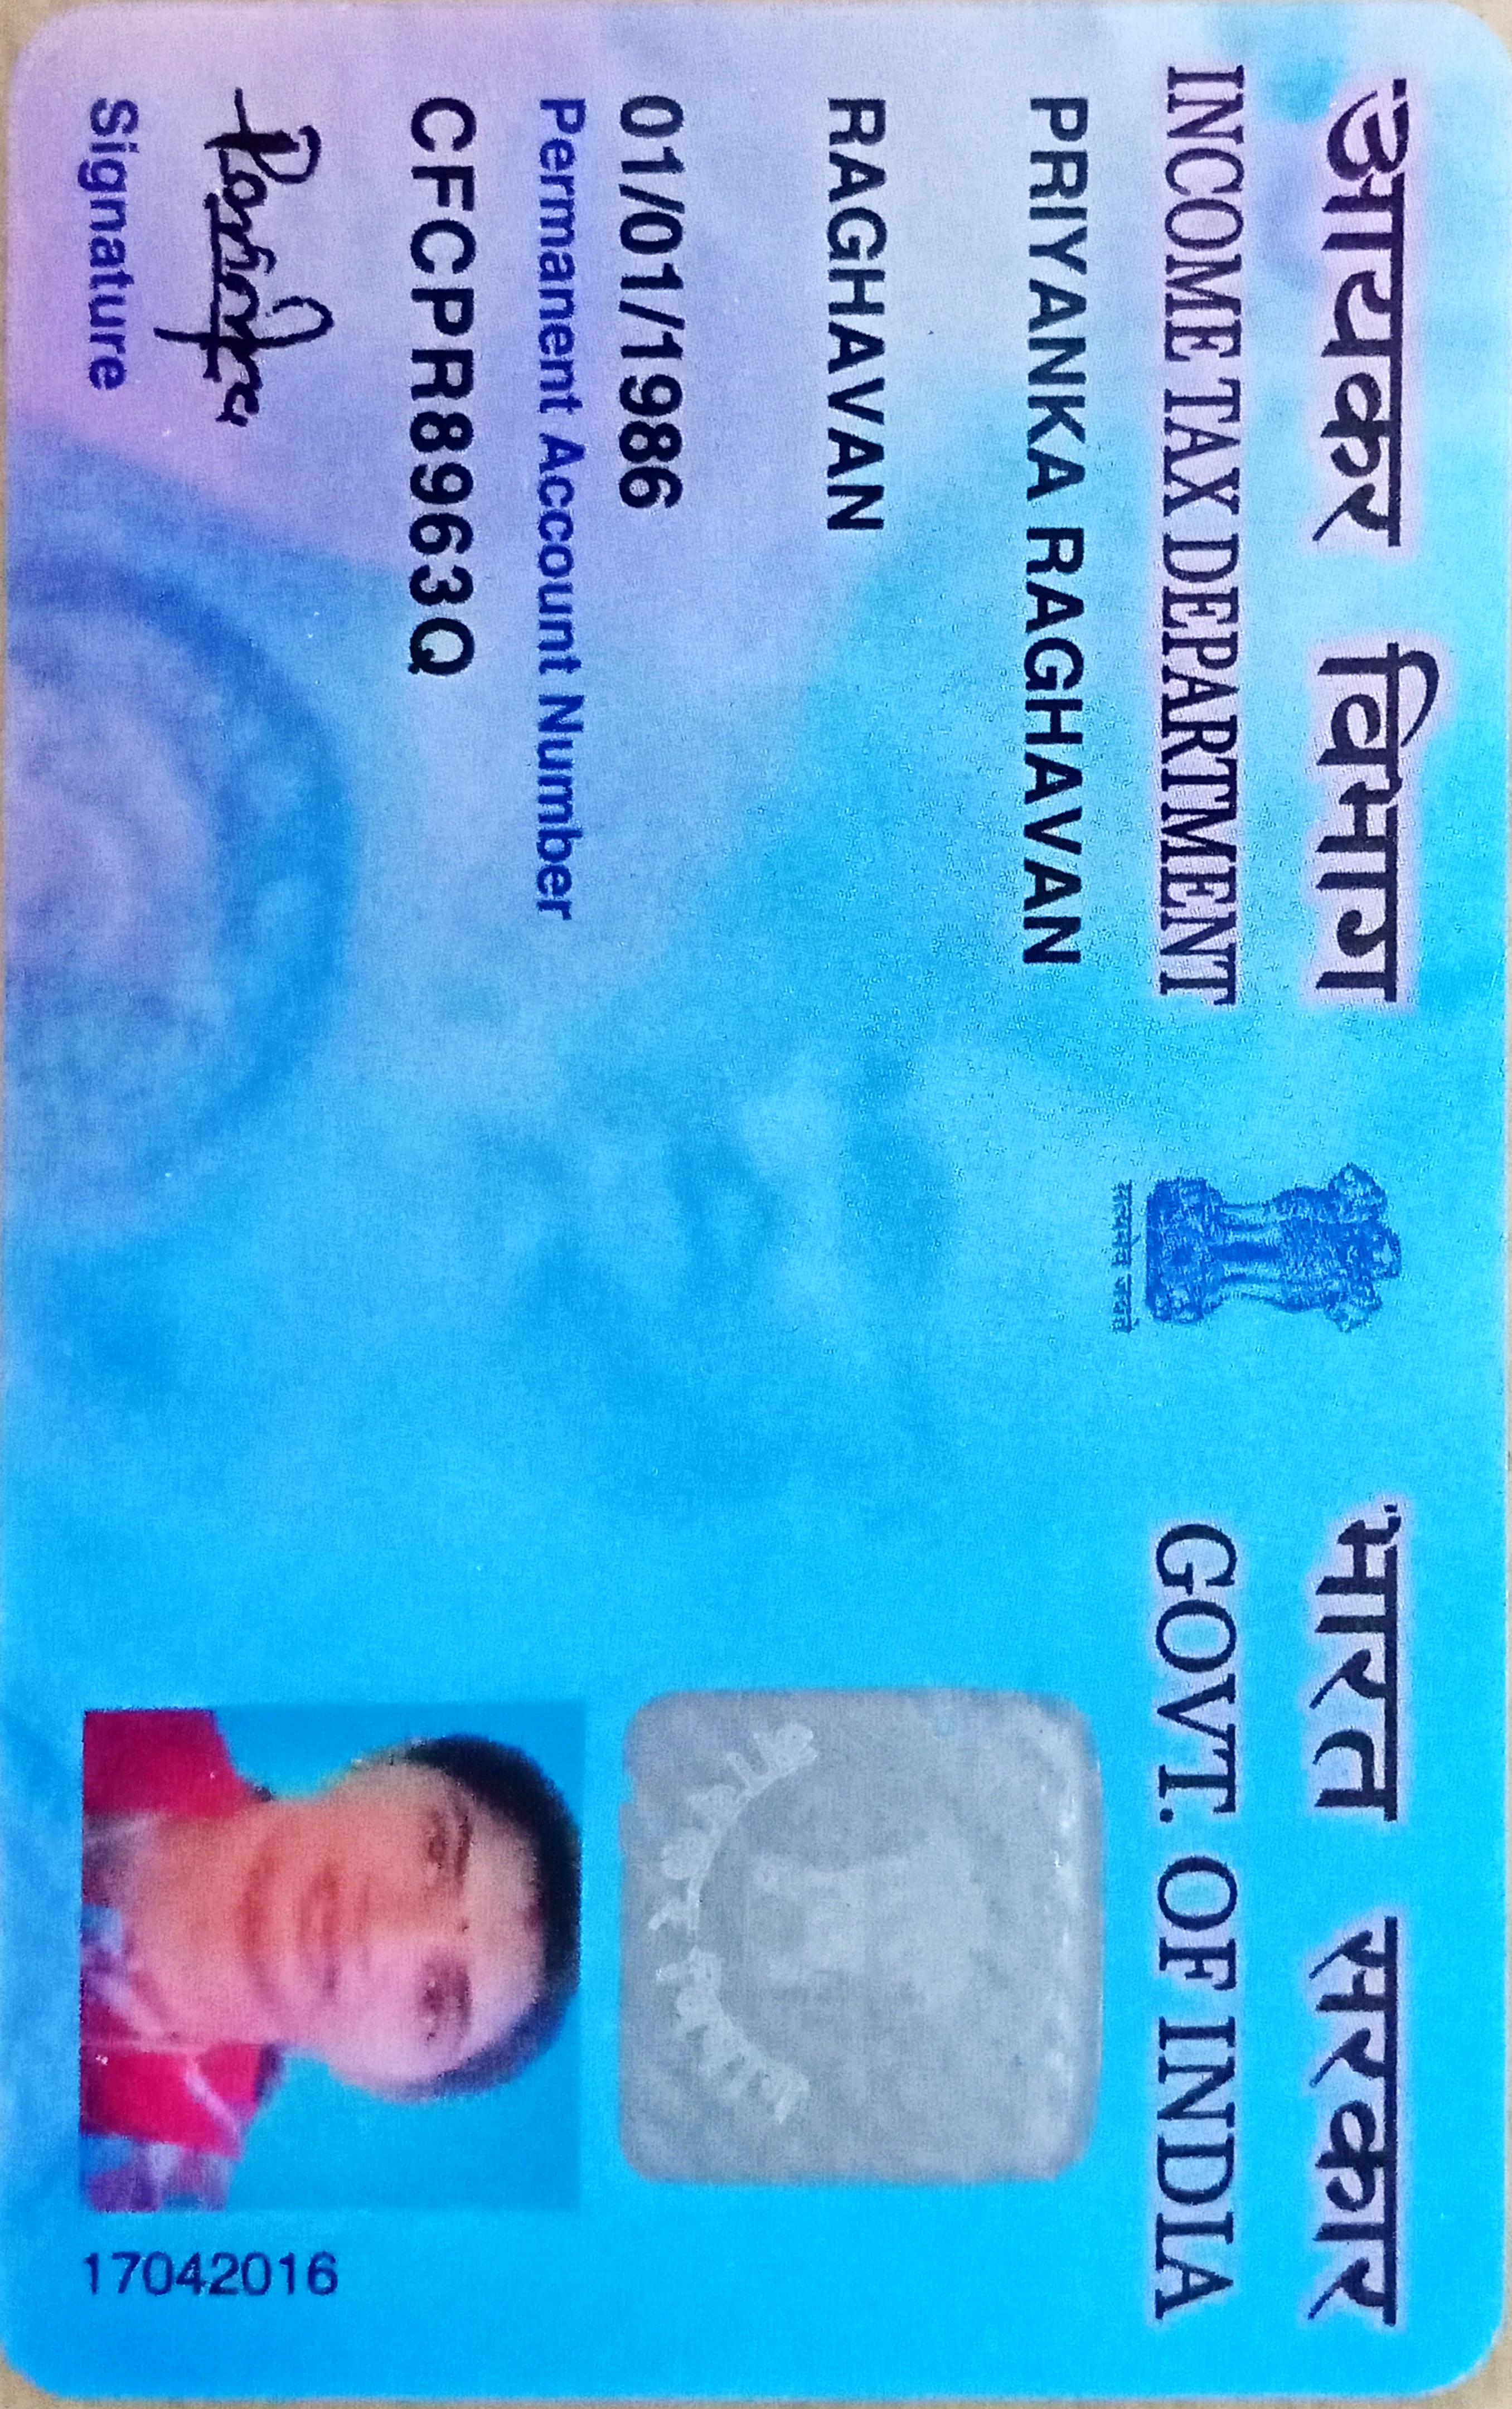 आयकर विभाग
INCOME TAX DEPARTMENT
भारत सरकार
GOVT. OF INDIA
सत्यमेव जयते
PRIYANKA RAGHAVAN
RAGHAVAN
01/01/1986
Permanent Account Number
CFCPR8963Q
Signature
17042016